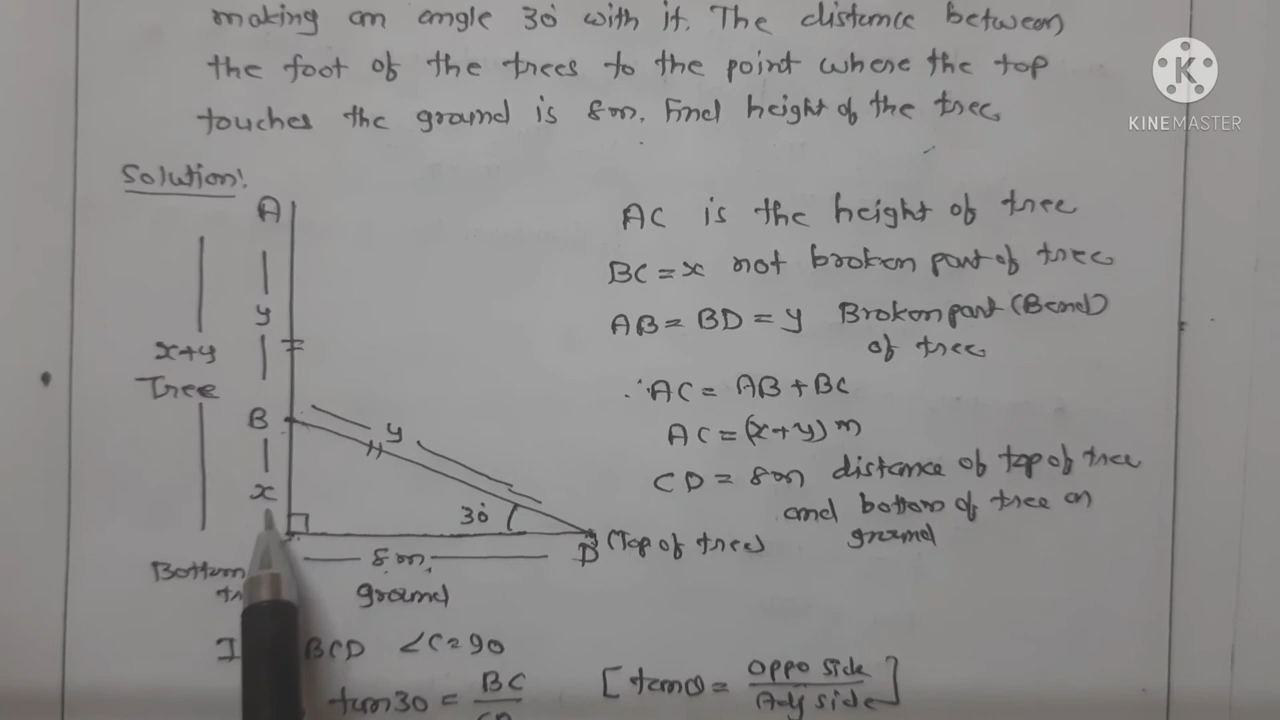 making an angle 30° with it. The distance between
the foot of the trees to the point where the top
touches the ground is 8m. Find height of the tree
KINEMASTER
Solution:
A
y
x+y
Tree
B
x
y
30°
D (Top of tree)
8m,
ground
Bottom
AC is the height of tree
BC = x not broken part of tree
AB = BD = y Broken part (Bend)
of tree
∴ AC = AB + BC
AC = (x+y) m
CD = 8m distance of top of tree
and bottom of tree on
ground
BCD ∠C = 90
tan 30 = BC
[ tanθ = Oppo side / Adj side ]